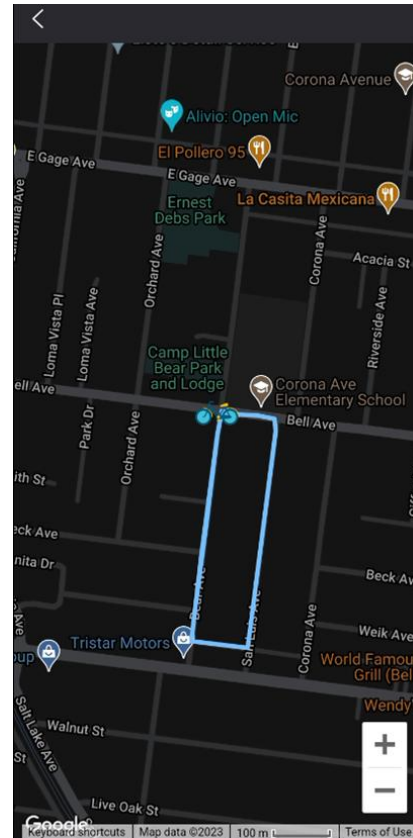 Corona Avenue
Alivio: Open Mic
El Pollero 95
E Gage Ave
E Gage Ave
La Casita Mexicana
Ernest
Debs Park
Corona Ave
Acacia St
Orchard Ave
Loma Vista Pl
Loma Vista Ave
Riverside Ave
Camp Little
Bear Park
and Lodge
Corona Ave
Elementary School
ell Ave
Bell Ave
Park Dr
Orchard Ave
ith St
eck Ave
nita Dr
Bear Ave
San Luis Ave
Corona Ave
Beck Av
Weik Ave
Tristar Motors
oup
World Famou
Grill (Bel
Wendy'
Salt Lake Ave
Walnut St
Live Oak St
+
−
Google
Keyboard shortcuts
Map data ©2023
100 m
Terms of Use